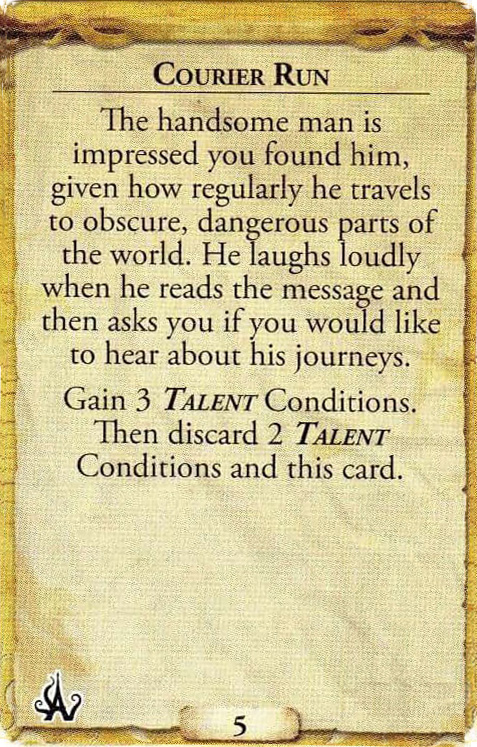 Courier Run
The handsome man is
impressed you found him,
given how regularly he travels
to obscure, dangerous parts of
the world. He laughs loudly
when he reads the message and
then asks you if you would like
to hear about his journeys.
Gain 3 Talent Conditions.
Then discard 2 Talent
Conditions and this card.
5